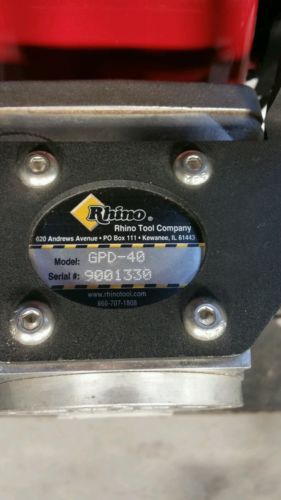 Rhino®
Rhino Tool Company
620 Andrews Avenue • PO Box 111 • Kewanee, IL 61443
Model: GPD-40
Serial #: 9001330
www.rhinotool.com
866-707-1808